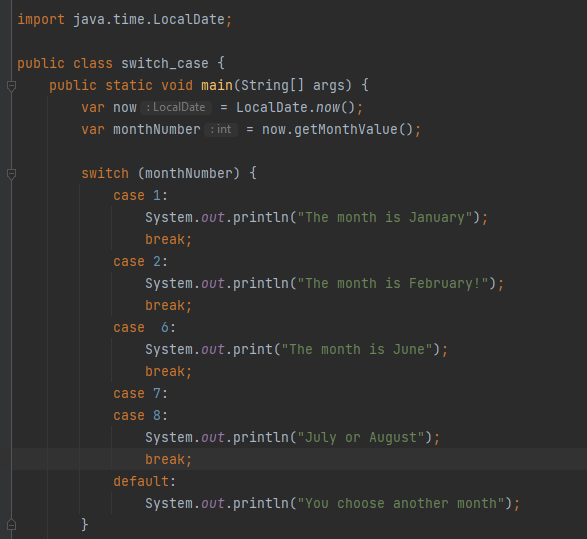 import java.time.LocalDate;
public class switch_case {
public static void main(String[] args) {
var now : LocalDate = LocalDate.now();
var monthNumber : int = now.getMonthValue();
switch (monthNumber) {
case 1:
System.out.println("The month is January");
break;
case 2:
System.out.println("The month is February!");
break;
case  6:
System.out.print("The month is June");
break;
case 7:
case 8:
System.out.println("July or August");
break;
default:
System.out.println("You choose another month");
}